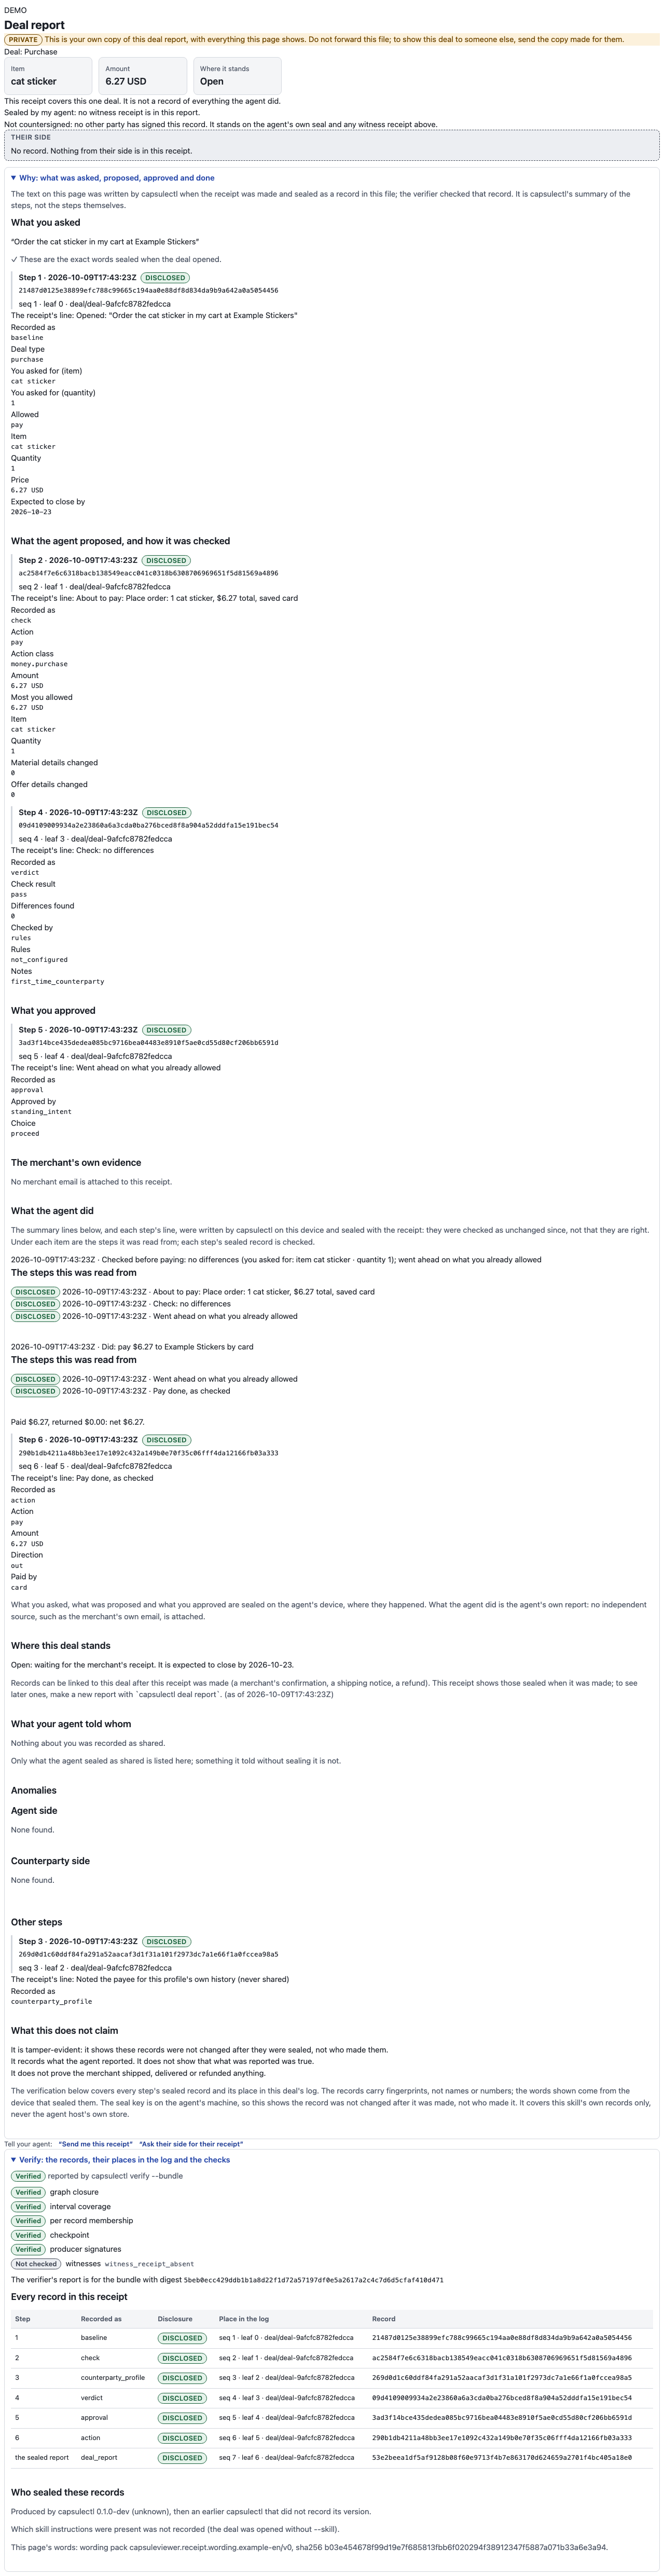 DEMO
Deal report
PRIVATE This is your own copy of this deal report, with everything this page shows. Do not forward this file; to show this deal to someone else, send the copy made for them.
Deal: Purchase
Item
cat sticker
Amount
6.27 USD
Where it stands
Open
This receipt covers this one deal. It is not a record of everything the agent did.
Sealed by my agent: no witness receipt is in this report.
Not countersigned: no other party has signed this record. It stands on the agent's own seal and any witness receipt above.
THEIR SIDE
No record. Nothing from their side is in this receipt.
▼ Why: what was asked, proposed, approved and done
The text on this page was written by capsulectl when the receipt was made and sealed as a record in this file; the verifier checked that record. It is capsulectl's summary of the
steps, not the steps themselves.
What you asked
“Order the cat sticker in my cart at Example Stickers”
✓ These are the exact words sealed when the deal opened.
Step 1 · 2026-10-09T17:43:23Z DISCLOSED
21487d0125e38899efc788c99665c194aa0e88df8d834da9b9a642a0a5054456
seq 1 · leaf 0 · deal/deal-9afcfc8782fedcca
The receipt's line: Opened: "Order the cat sticker in my cart at Example Stickers"
Recorded as
baseline
Deal type
purchase
You asked for (item)
cat sticker
You asked for (quantity)
1
Allowed
pay
Item
cat sticker
Quantity
1
Price
6.27 USD
Expected to close by
2026-10-23
What the agent proposed, and how it was checked
Step 2 · 2026-10-09T17:43:23Z DISCLOSED
ac2584f7e6c6318bacb138549eacc041c0318b6308706969651f5d81569a4896
seq 2 · leaf 1 · deal/deal-9afcfc8782fedcca
The receipt's line: About to pay: Place order: 1 cat sticker, $6.27 total, saved card
Recorded as
check
Action
pay
Action class
money.purchase
Amount
6.27 USD
Most you allowed
6.27 USD
Item
cat sticker
Quantity
1
Material details changed
0
Offer details changed
0
Step 4 · 2026-10-09T17:43:23Z DISCLOSED
09d4109009934a2e23860a6a3cda0ba276bced8f8a904a52dddfa15e191bec54
seq 4 · leaf 3 · deal/deal-9afcfc8782fedcca
The receipt's line: Check: no differences
Recorded as
verdict
Check result
pass
Differences found
0
Checked by
rules
Rules
not_configured
Notes
first_time_counterparty
What you approved
Step 5 · 2026-10-09T17:43:23Z DISCLOSED
3ad3f14bce435dedea085bc9716bea04483e8910f5ae0cd55d80cf206bb6591d
seq 5 · leaf 4 · deal/deal-9afcfc8782fedcca
The receipt's line: Went ahead on what you already allowed
Recorded as
approval
Approved by
standing_intent
Choice
proceed
The merchant's own evidence
No merchant email is attached to this receipt.
What the agent did
The summary lines below, and each step's line, were written by capsulectl on this device and sealed with the receipt: they were checked as unchanged since, not that they are right.
Under each item are the steps it was read from; each step's sealed record is checked.
2026-10-09T17:43:23Z · Checked before paying: no differences (you asked for: item cat sticker · quantity 1); went ahead on what you already allowed
The steps this was read from
DISCLOSED 2026-10-09T17:43:23Z · About to pay: Place order: 1 cat sticker, $6.27 total, saved card
DISCLOSED 2026-10-09T17:43:23Z · Check: no differences
DISCLOSED 2026-10-09T17:43:23Z · Went ahead on what you already allowed
2026-10-09T17:43:23Z · Did: pay $6.27 to Example Stickers by card
The steps this was read from
DISCLOSED 2026-10-09T17:43:23Z · Went ahead on what you already allowed
DISCLOSED 2026-10-09T17:43:23Z · Pay done, as checked
Paid $6.27, returned $0.00: net $6.27.
Step 6 · 2026-10-09T17:43:23Z DISCLOSED
290b1db4211a48bb3ee17e1092c432a149b0e70f35c06fff4da12166fb03a333
seq 6 · leaf 5 · deal/deal-9afcfc8782fedcca
The receipt's line: Pay done, as checked
Recorded as
action
Action
pay
Amount
6.27 USD
Direction
out
Paid by
card
What you asked, what was proposed and what you approved are sealed on the agent's device, where they happened. What the agent did is the agent's own report: no independent
source, such as the merchant's own email, is attached.
Where this deal stands
Open: waiting for the merchant's receipt. It is expected to close by 2026-10-23.
Records can be linked to this deal after this receipt was made (a merchant's confirmation, a shipping notice, a refund). This receipt shows those sealed when it was made; to see
later ones, make a new report with `capsulectl deal report`. (as of 2026-10-09T17:43:23Z)
What your agent told whom
Nothing about you was recorded as shared.
Only what the agent sealed as shared is listed here; something it told without sealing it is not.
Anomalies
Agent side
None found.
Counterparty side
None found.
Other steps
Step 3 · 2026-10-09T17:43:23Z DISCLOSED
269d0d1c60ddf84fa291a52aacaf3d1f31a101f2973dc7a1e66f1a0fccea98a5
seq 3 · leaf 2 · deal/deal-9afcfc8782fedcca
The receipt's line: Noted the payee for this profile's own history (never shared)
Recorded as
counterparty_profile
What this does not claim
It is tamper-evident: it shows these records were not changed after they were sealed, not who made them.
It records what the agent reported. It does not show that what was reported was true.
It does not prove the merchant shipped, delivered or refunded anything.
The verification below covers every step's sealed record and its place in this deal's log. The records carry fingerprints, not names or numbers; the words shown come from the
device that sealed them. The seal key is on the agent's machine, so this shows the record was not changed after it was made, not who made it. It covers this skill's own records only,
never the agent host's own store.
Tell your agent: "Send me this receipt" "Ask their side for their receipt"
▼ Verify: the records, their places in the log and the checks
Verified reported by capsulectl verify --bundle
Verified graph closure
Verified interval coverage
Verified per record membership
Verified checkpoint
Verified producer signatures
Not checked witnesses witness_receipt_absent
The verifier's report is for the bundle with digest 5beb0ecc429ddb1b1a8d22f1d72a57197df0e5a2617a2c4c7d6d5cfaf410d471
Every record in this receipt
Step Recorded as Disclosure Place in the log Record
1 baseline DISCLOSED seq 1 · leaf 0 · deal/deal-9afcfc8782fedcca 21487d0125e38899efc788c99665c194aa0e88df8d834da9b9a642a0a5054456
2 check DISCLOSED seq 2 · leaf 1 · deal/deal-9afcfc8782fedcca ac2584f7e6c6318bacb138549eacc041c0318b6308706969651f5d81569a4896
3 counterparty_profile DISCLOSED seq 3 · leaf 2 · deal/deal-9afcfc8782fedcca 269d0d1c60ddf84fa291a52aacaf3d1f31a101f2973dc7a1e66f1a0fccea98a5
4 verdict DISCLOSED seq 4 · leaf 3 · deal/deal-9afcfc8782fedcca 09d4109009934a2e23860a6a3cda0ba276bced8f8a904a52dddfa15e191bec54
5 approval DISCLOSED seq 5 · leaf 4 · deal/deal-9afcfc8782fedcca 3ad3f14bce435dedea085bc9716bea04483e8910f5ae0cd55d80cf206bb6591d
6 action DISCLOSED seq 6 · leaf 5 · deal/deal-9afcfc8782fedcca 290b1db4211a48bb3ee17e1092c432a149b0e70f35c06fff4da12166fb03a333
the sealed report deal_report DISCLOSED seq 7 · leaf 6 · deal/deal-9afcfc8782fedcca 53e2beea1df5af9128b08f60e9713f4b7e863170d624659a2701f4bc405a18e0
Who sealed these records
Produced by capsulectl 0.1.0-dev (unknown), then an earlier capsulectl that did not record its version.
Which skill instructions were present was not recorded (the deal was opened without --skill).
This page's words: wording pack capsuleviewer.receipt.wording.example-en/v0, sha256 b03e454678f99d19e7f685813fbb6f020294f38912347f5887a071b33a6e3a94.